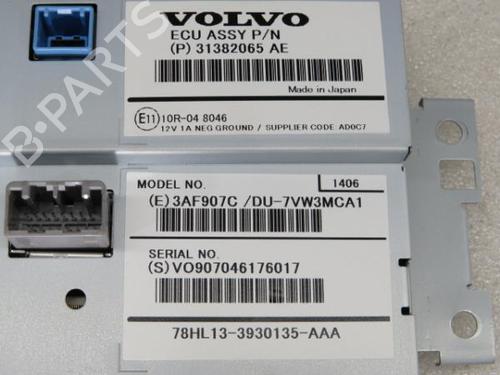 VOLVO
ECU ASSY P/N
(P) 31382065 AE
Made in Japan
E11 10R-04 8046
12V 1A NEG GROUND / SUPPLIER CODE AD0C7
MODEL NO.
1406
(E) 3AF907C /DU-7VW3MCA1
SERIAL NO.
(S) VO907046176017
78HL13-3930135-AAA